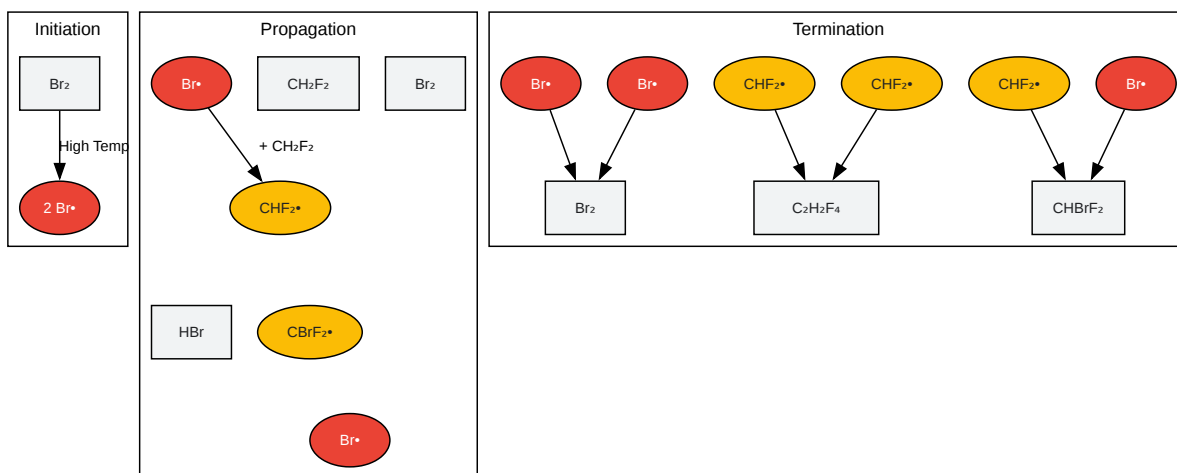 Initiation
Br₂
High Temp
2 Br•
Propagation
Br•
CH₂F₂
Br₂
+ CH₂F₂
CHF₂•
HBr
CBrF₂•
Br•
Termination
Br•
Br•
CHF₂•
CHF₂•
CHF₂•
Br•
Br₂
C₂H₂F₄
CHBrF₂